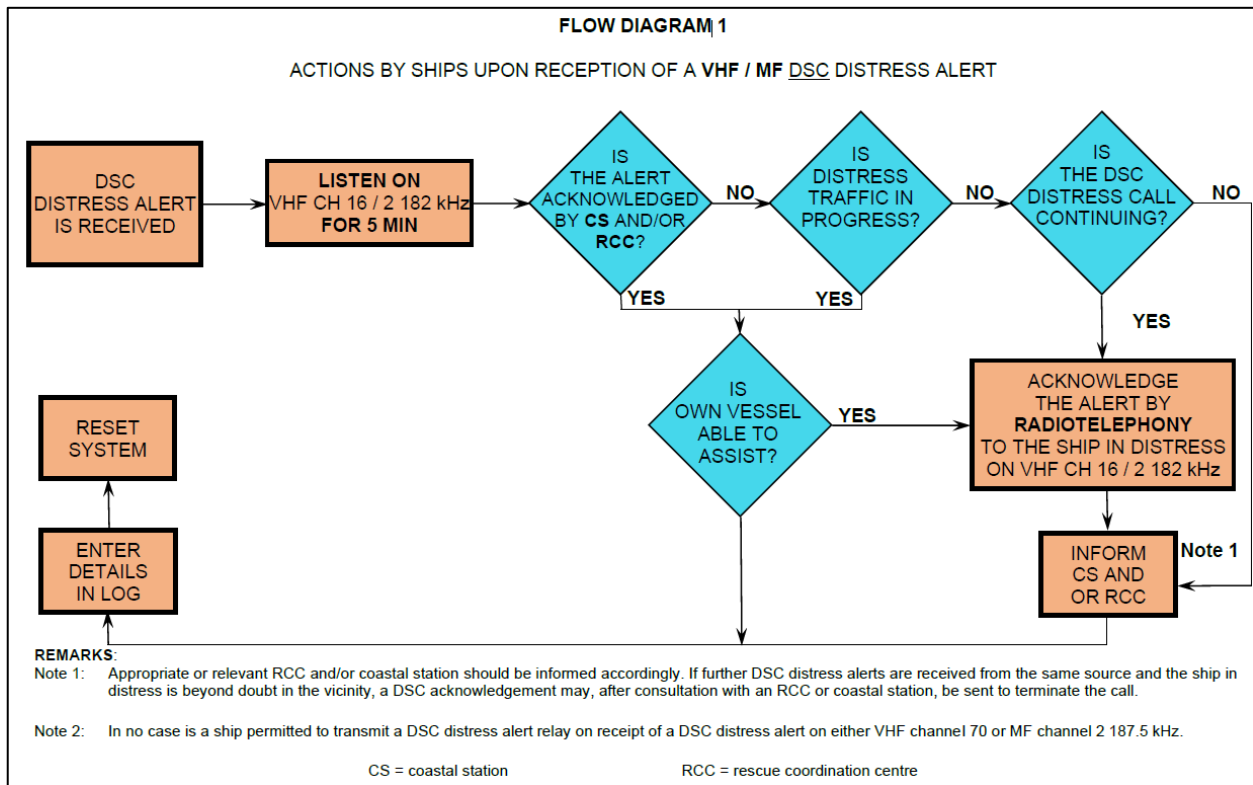 FLOW DIAGRAM 1
ACTIONS BY SHIPS UPON RECEPTION OF A VHF / MF DSC DISTRESS ALERT
DSC
DISTRESS ALERT
IS RECEIVED
LISTEN ON
VHF CH 16 / 2 182 kHz
FOR 5 MIN
IS
THE ALERT
ACKNOWLEDGED
BY CS AND/OR
RCC?
NO
IS
DISTRESS
TRAFFIC IN
PROGRESS?
NO
IS
THE DSC
DISTRESS CALL
CONTINUING?
NO
YES
YES
YES
IS
OWN VESSEL
ABLE TO
ASSIST?
YES
ACKNOWLEDGE
THE ALERT BY
RADIOTELEPHONY
TO THE SHIP IN DISTRESS
ON VHF CH 16 / 2 182 kHz
RESET
SYSTEM
ENTER
DETAILS
IN LOG
INFORM
CS AND
OR RCC
Note 1
REMARKS:
Note 1: Appropriate or relevant RCC and/or coastal station should be informed accordingly. If further DSC distress alerts are received from the same source and the ship in
distress is beyond doubt in the vicinity, a DSC acknowledgement may, after consultation with an RCC or coastal station, be sent to terminate the call.
Note 2: In no case is a ship permitted to transmit a DSC distress alert relay on receipt of a DSC distress alert on either VHF channel 70 or MF channel 2 187.5 kHz.
CS = coastal station RCC = rescue coordination centre